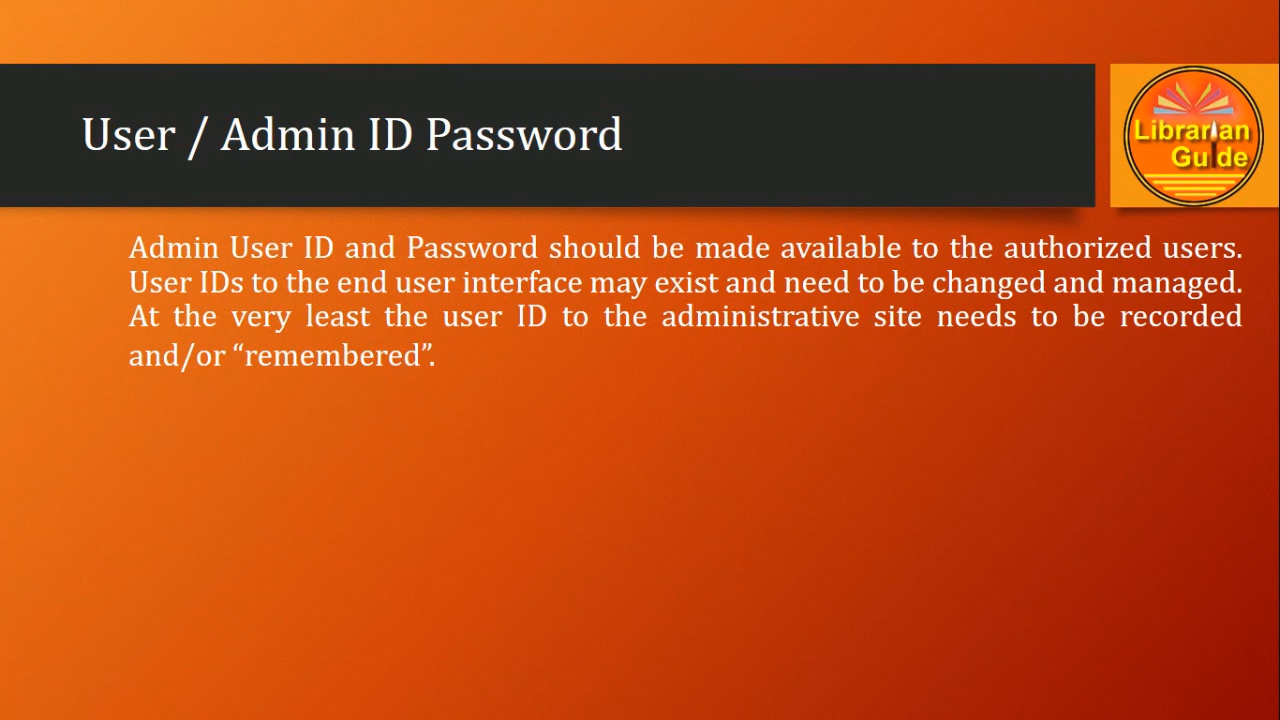 User / Admin ID Password
Librarian
Guide
Admin User ID and Password should be made available to the authorized users.
User IDs to the end user interface may exist and need to be changed and managed.
At the very least the user ID to the administrative site needs to be recorded
and/or “remembered”.